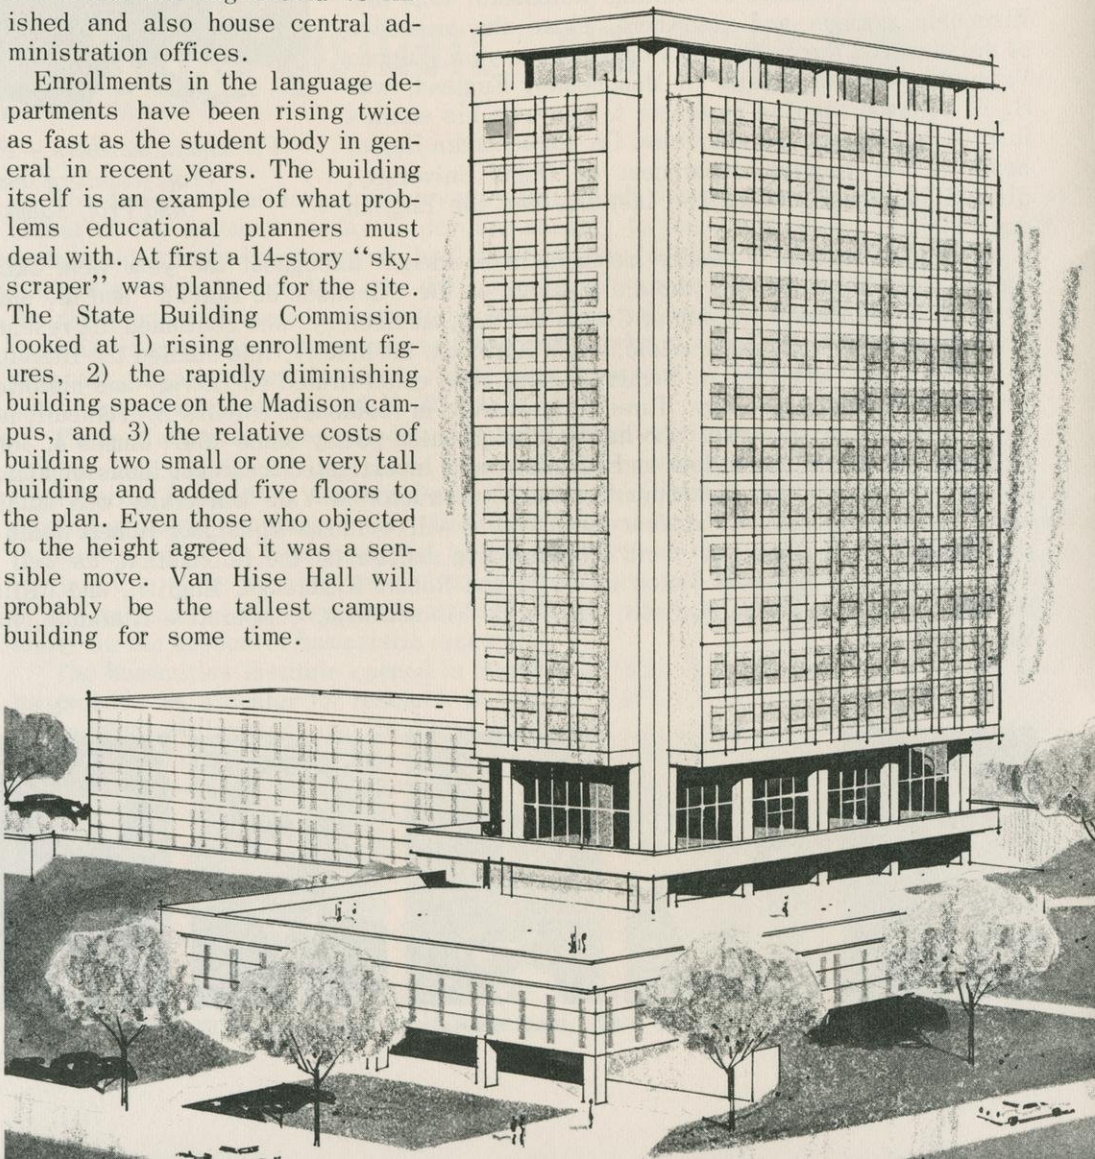 ished and also house central ad-
ministration offices.
Enrollments in the language de-
partments have been rising twice
as fast as the student body in gen-
eral in recent years. The building
itself is an example of what prob-
lems educational planners must
deal with. At first a 14-story “sky-
scraper” was planned for the site.
The State Building Commission
looked at 1) rising enrollment fig-
ures, 2) the rapidly diminishing
building space on the Madison cam-
pus, and 3) the relative costs of
building two small or one very tall
building and added five floors to
the plan. Even those who objected
to the height agreed it was a sen-
sible move. Van Hise Hall will
probably be the tallest campus
building for some time.